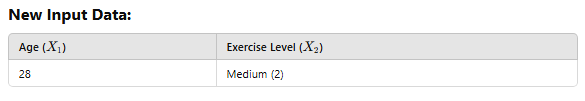 New Input Data:
Age (X₁) Exercise Level (X₂)
28 Medium (2)